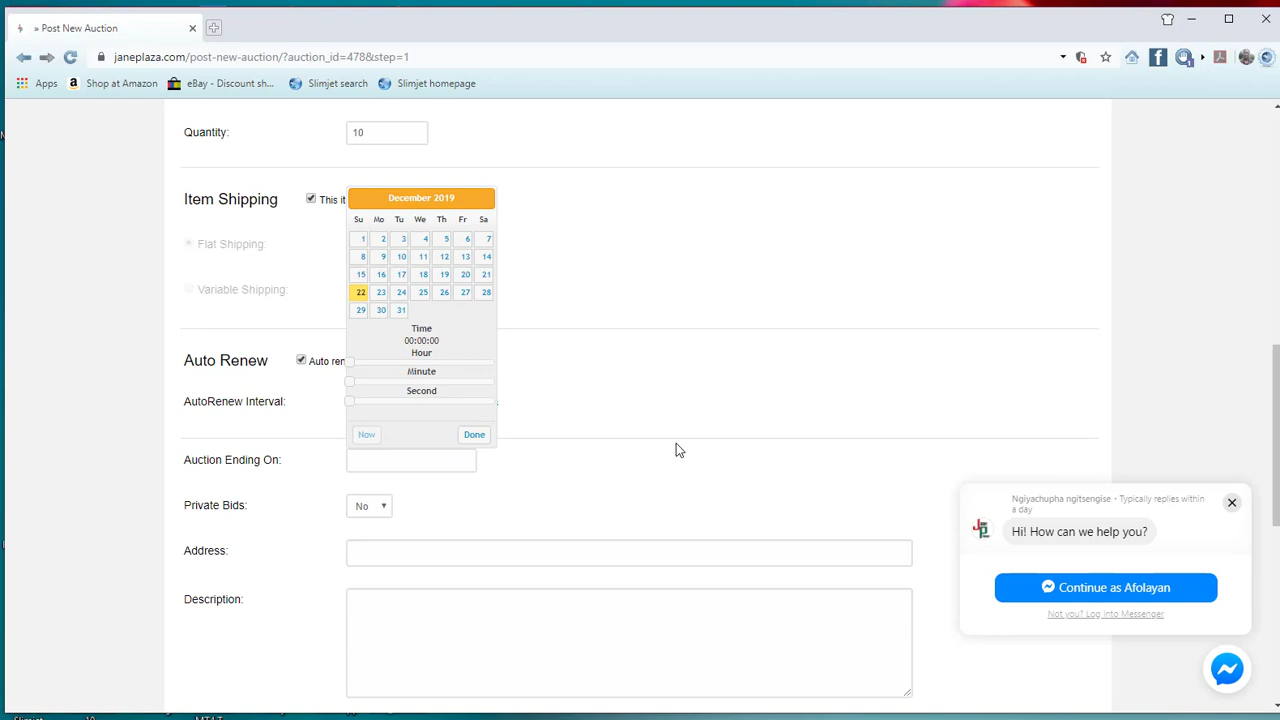 » Post New Auction
janeplaza.com/post-new-auction/?auction_id=478&step=1
Apps Shop at Amazon eBay - Discount sh... Slimjet search Slimjet homepage
Quantity: 10
Item Shipping This it
December 2019
Su Mo Tu We Th Fr Sa
1 2 3 4 5 6 7
Flat Shipping:
8 9 10 11 12 13 14
15 16 17 18 19 20 21
Variable Shipping:
22 23 24 25 26 27 28
29 30 31
Time
00:00:00
Hour
Auto Renew Auto ren
Minute
Second
AutoRenew Interval:
Now Done
Auction Ending On:
Private Bids: No
Address:
Description:
Ngiyachupha ngitsengise • Typically replies within
a day
Hi! How can we help you?
Continue as Afolayan
Not you? Log into Messenger